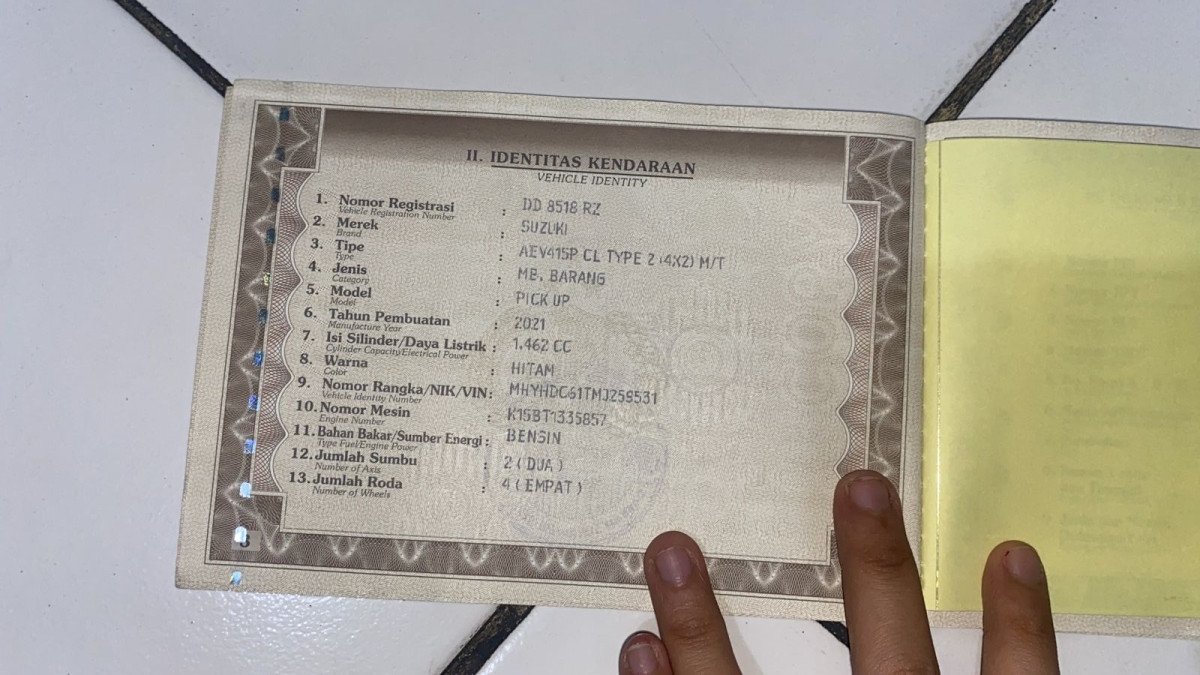 II. IDENTITAS KENDARAAN
VEHICLE IDENTITY
1. Nomor Registrasi : DD 8518 RZ
Vehicle Registration Number
2. Merek : SUZUKI
Brand
3. Tipe : AEV415P CL TYPE 2 (4X2) M/T
Type
4. Jenis : MB. BARANG
Category
5. Model : PICK UP
Model
6. Tahun Pembuatan : 2021
Manufacture Year
7. Isi Silinder/Daya Listrik : 1.462 CC
Cylinder Capacity/Electrical Power
8. Warna : HITAM
Color
9. Nomor Rangka/NIK/VIN : MHYHDC61TMJ259531
Vehicle Identity Number
10. Nomor Mesin : K15BT1335857
Engine Number
11. Bahan Bakar/Sumber Energi : BENSIN
Type Fuel/Engine Power
12. Jumlah Sumbu : 2 ( DUA )
Number of Axis
13. Jumlah Roda : 4 ( EMPAT )
Number of Wheels